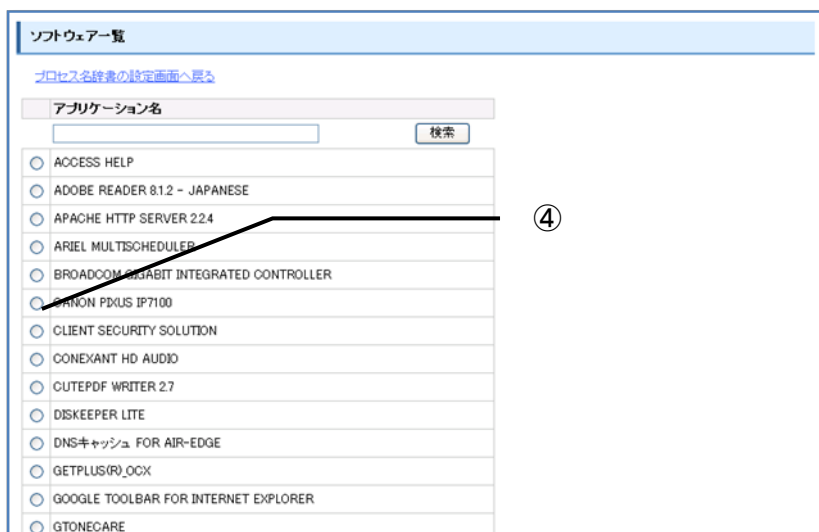 ソフトウェア一覧
プロセス名辞書の設定画面へ戻る
アプリケーション名
検索
ACCESS HELP
ADOBE READER 8.1.2 - JAPANESE
APACHE HTTP SERVER 2.2.4
④
ARIEL MULTISCHEDULER
BROADCOM GIGABIT INTEGRATED CONTROLLER
CANON PIXUS IP7100
CLIENT SECURITY SOLUTION
CONEXANT HD AUDIO
CUTEPDF WRITER 2.7
DISKEEPER LITE
DNSキャッシュ FOR AIR-EDGE
GETPLUS(R)_OCX
GOOGLE TOOLBAR FOR INTERNET EXPLORER
GTONECARE